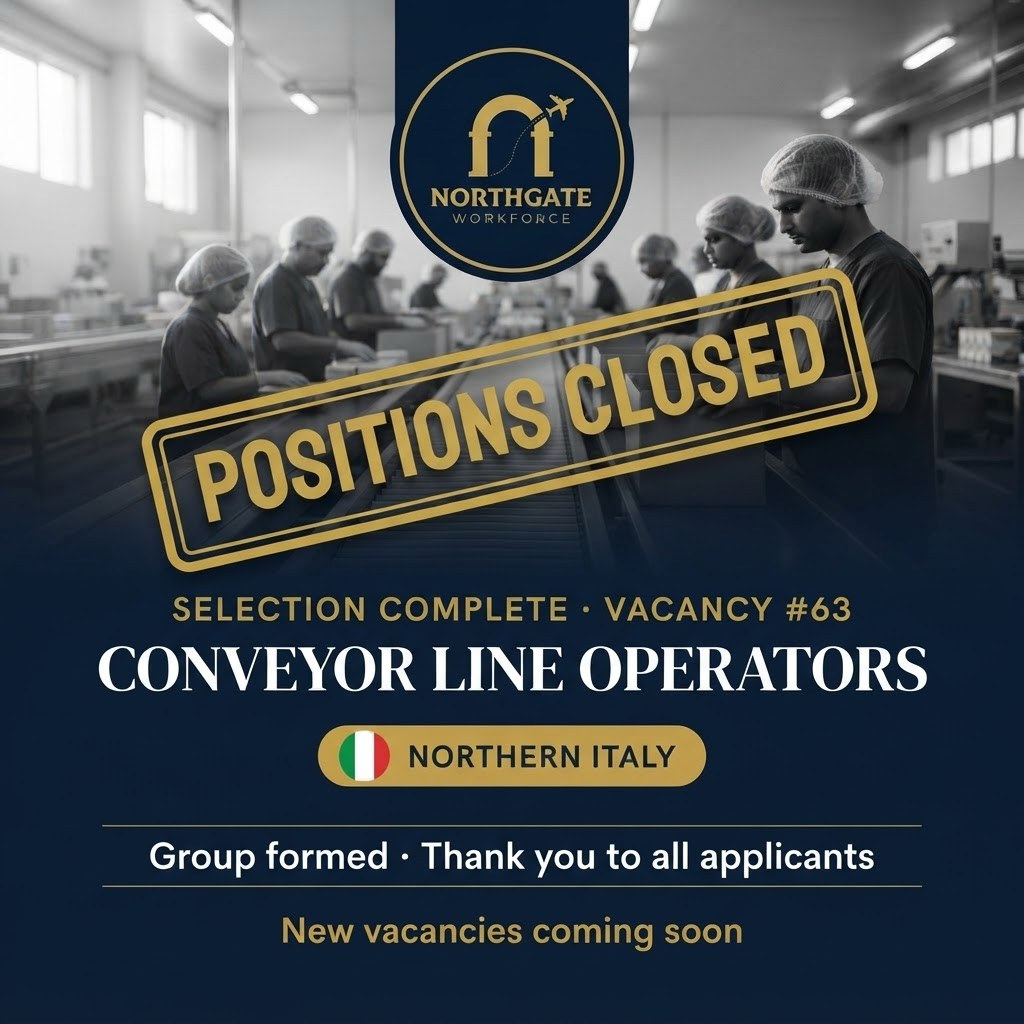 NORTHGATE
WORKFORCE
POSITIONS CLOSED
SELECTION COMPLETE · VACANCY #63
CONVEYOR LINE OPERATORS
NORTHERN ITALY
Group formed · Thank you to all applicants
New vacancies coming soon